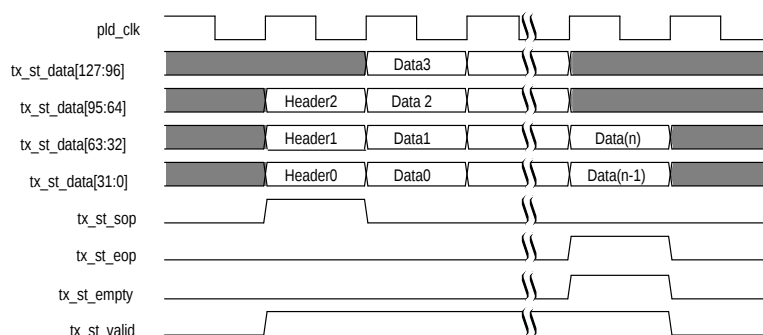 pld_clk
tx_st_data[127:96] Data3
tx_st_data[95:64] Header2 Data 2
tx_st_data[63:32] Header1 Data1 Data(n)
tx_st_data[31:0] Header0 Data0 Data(n-1)
tx_st_sop
tx_st_eop
tx_st_empty
tx_st_valid